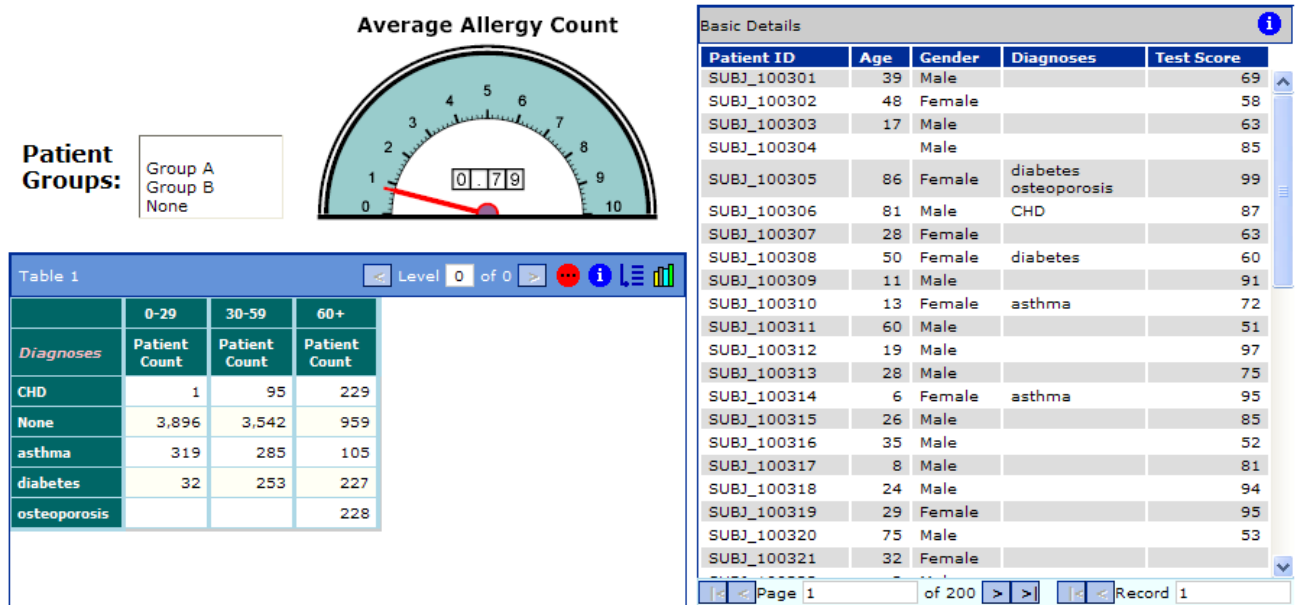 Average Allergy Count
0 1 2 3 4 5 6 7 8 9 10
0.79
Patient
Groups:
Group A
Group B
None
Table 1 < Level 0 of 0 >
0-29 30-59 60+
Diagnoses Patient Count Patient Count Patient Count
CHD 1 95 229
None 3,896 3,542 959
asthma 319 285 105
diabetes 32 253 227
osteoporosis 228
Basic Details
Patient ID Age Gender Diagnoses Test Score
SUBJ_100301 39 Male 69
SUBJ_100302 48 Female 58
SUBJ_100303 17 Male 63
SUBJ_100304 Male 85
SUBJ_100305 86 Female diabetes osteoporosis 99
SUBJ_100306 81 Male CHD 87
SUBJ_100307 28 Female 63
SUBJ_100308 50 Female diabetes 60
SUBJ_100309 11 Male 91
SUBJ_100310 13 Female asthma 72
SUBJ_100311 60 Male 51
SUBJ_100312 19 Male 97
SUBJ_100313 28 Male 75
SUBJ_100314 6 Female asthma 95
SUBJ_100315 26 Male 85
SUBJ_100316 35 Male 52
SUBJ_100317 8 Male 81
SUBJ_100318 24 Male 94
SUBJ_100319 29 Female 95
SUBJ_100320 75 Male 53
SUBJ_100321 32 Female
|< < Page 1 of 200 > >| |< < Record 1